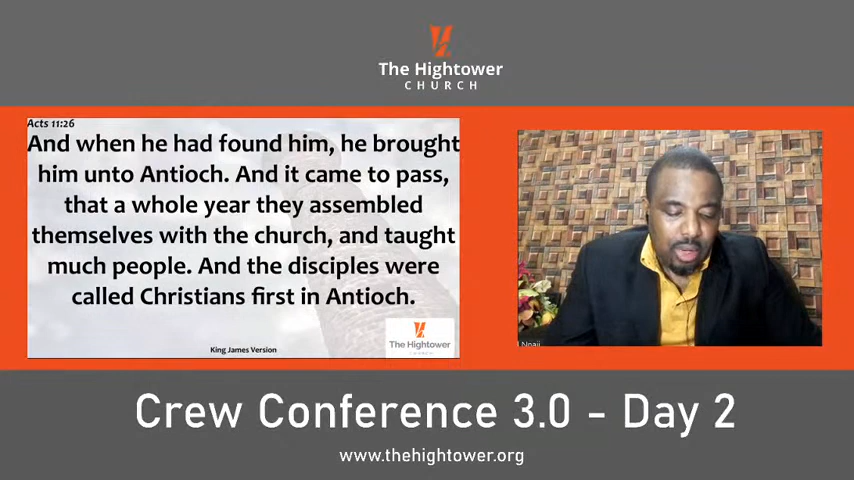 The Hightower
CHURCH
Acts 11:26
And when he had found him, he brought
him unto Antioch. And it came to pass,
that a whole year they assembled
themselves with the church, and taught
much people. And the disciples were
called Christians first in Antioch.
King James Version
The Hightower
CHURCH
Crew Conference 3.0 - Day 2
www.thehightower.org